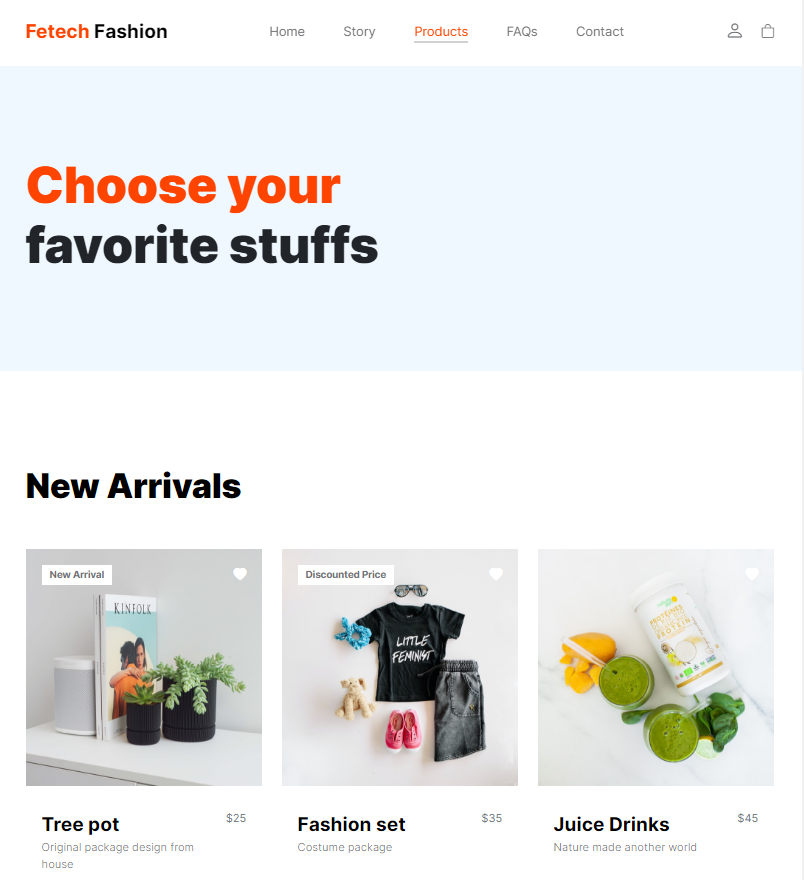 Fetech Fashion
Home Story Products FAQs Contact
Choose your
favorite stuffs
New Arrivals
New Arrival
KINFOLK
Discounted Price
LITTLE
FEMINIST
PROTEINES
PROTEIN
Tree pot $25
Original package design from
house
Fashion set $35
Costume package
Juice Drinks $45
Nature made another world